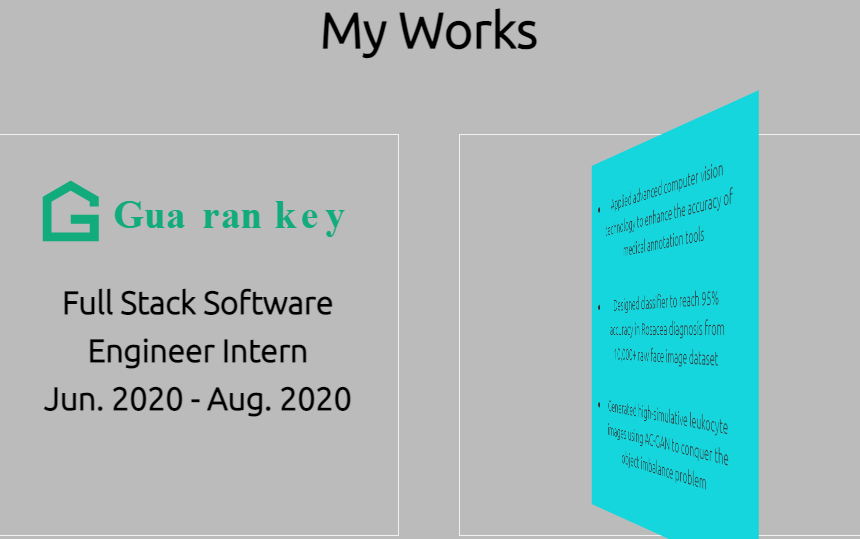 My Works
Gua ran key
Full Stack Software
Engineer Intern
Jun. 2020 - Aug. 2020
• Applied advanced computer vision
technology to enhance the accuracy of
medical annotation tools
• Designed classifier to reach 95%
accuracy in Rosacea diagnosis from
10,000+ raw face image dataset
• Generated high-simulative leukocyte
images using AC-GAN to conquer the
object imbalance problem